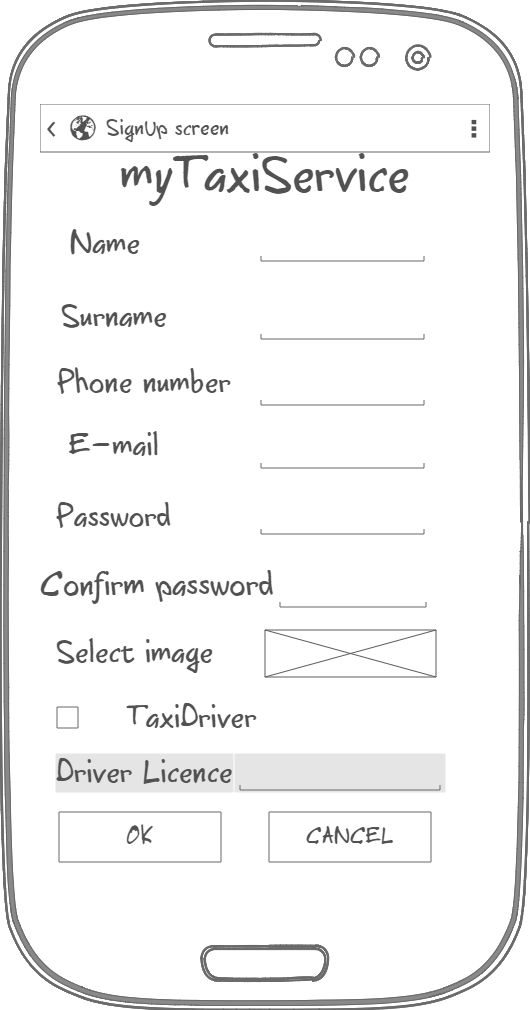 SignUp screen
myTaxiService
Name
Surname
Phone number
E-mail
Password
Confirm password
Select image
TaxiDriver
Driver Licence
OK CANCEL